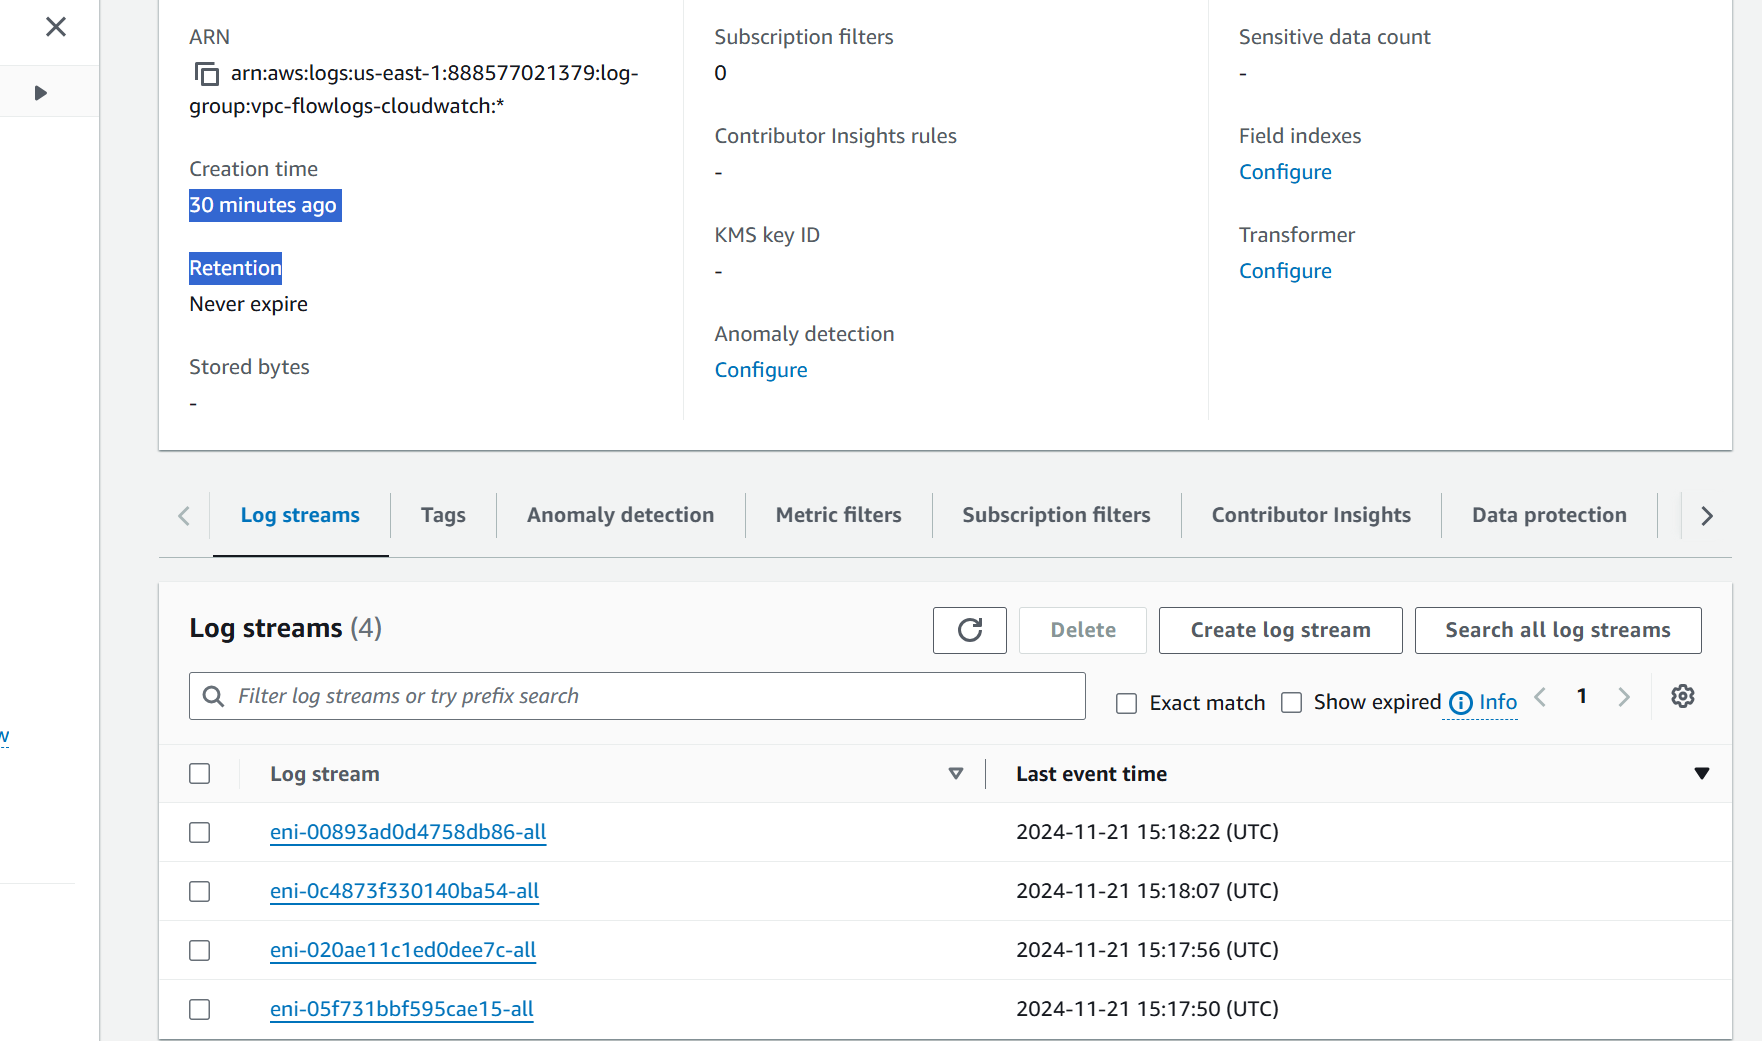 ARN
arn:aws:logs:us-east-1:888577021379:log-
group:vpc-flowlogs-cloudwatch:*
Creation time
30 minutes ago
Retention
Never expire
Stored bytes
-
Subscription filters
0
Contributor Insights rules
-
KMS key ID
-
Anomaly detection
Configure
Sensitive data count
-
Field indexes
Configure
Transformer
Configure
Log streams
Tags
Anomaly detection
Metric filters
Subscription filters
Contributor Insights
Data protection
Log streams (4)
Delete
Create log stream
Search all log streams
Filter log streams or try prefix search
Exact match
Show expired
Info
1
Log stream
Last event time
eni-00893ad0d4758db86-all
2024-11-21 15:18:22 (UTC)
eni-0c4873f330140ba54-all
2024-11-21 15:18:07 (UTC)
w
eni-020ae11c1ed0dee7c-all
2024-11-21 15:17:56 (UTC)
eni-05f731bbf595cae15-all
2024-11-21 15:17:50 (UTC)